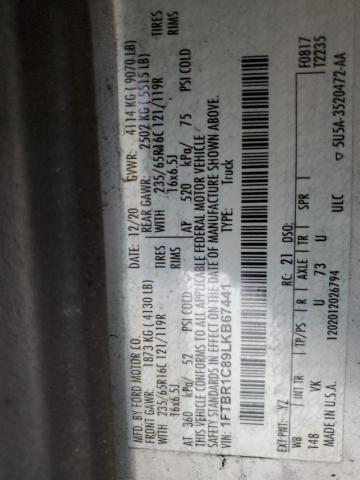 MFD. BY FORD MOTOR CO.
DATE: 12/20 GVWR: 4114 KG ( 9070 LB)
FRONT GAWR: 1873 KG ( 4130 LB) REAR GAWR: 2502 KG ( 5515 LB)
WITH 235/65R16C 121/119R TIRES WITH 235/65R16C 121/119R TIRES
16x6.5J RIMS 16x6.5J RIMS
AT 360 kPa/ 52 PSI COLD AP 520 kPa/ 75 PSI COLD
THIS VEHICLE CONFORMS TO ALL APPLICABLE FEDERAL MOTOR VEHICLE
SAFETY STANDARDS IN EFFECT ON THE DATE OF MANUFACTURE SHOWN ABOVE.
VIN: 1FTBR1C89LKB67441 TYPE: Truck
F0817
T2235
EXT PNT: YZ RC: 21 DSO:
WB INT TR TP/PS R AXLE TR SPR 5U5A-3520472-AA
148 VK U 73 U ULC
1202012026794 MADE IN U.S.A.